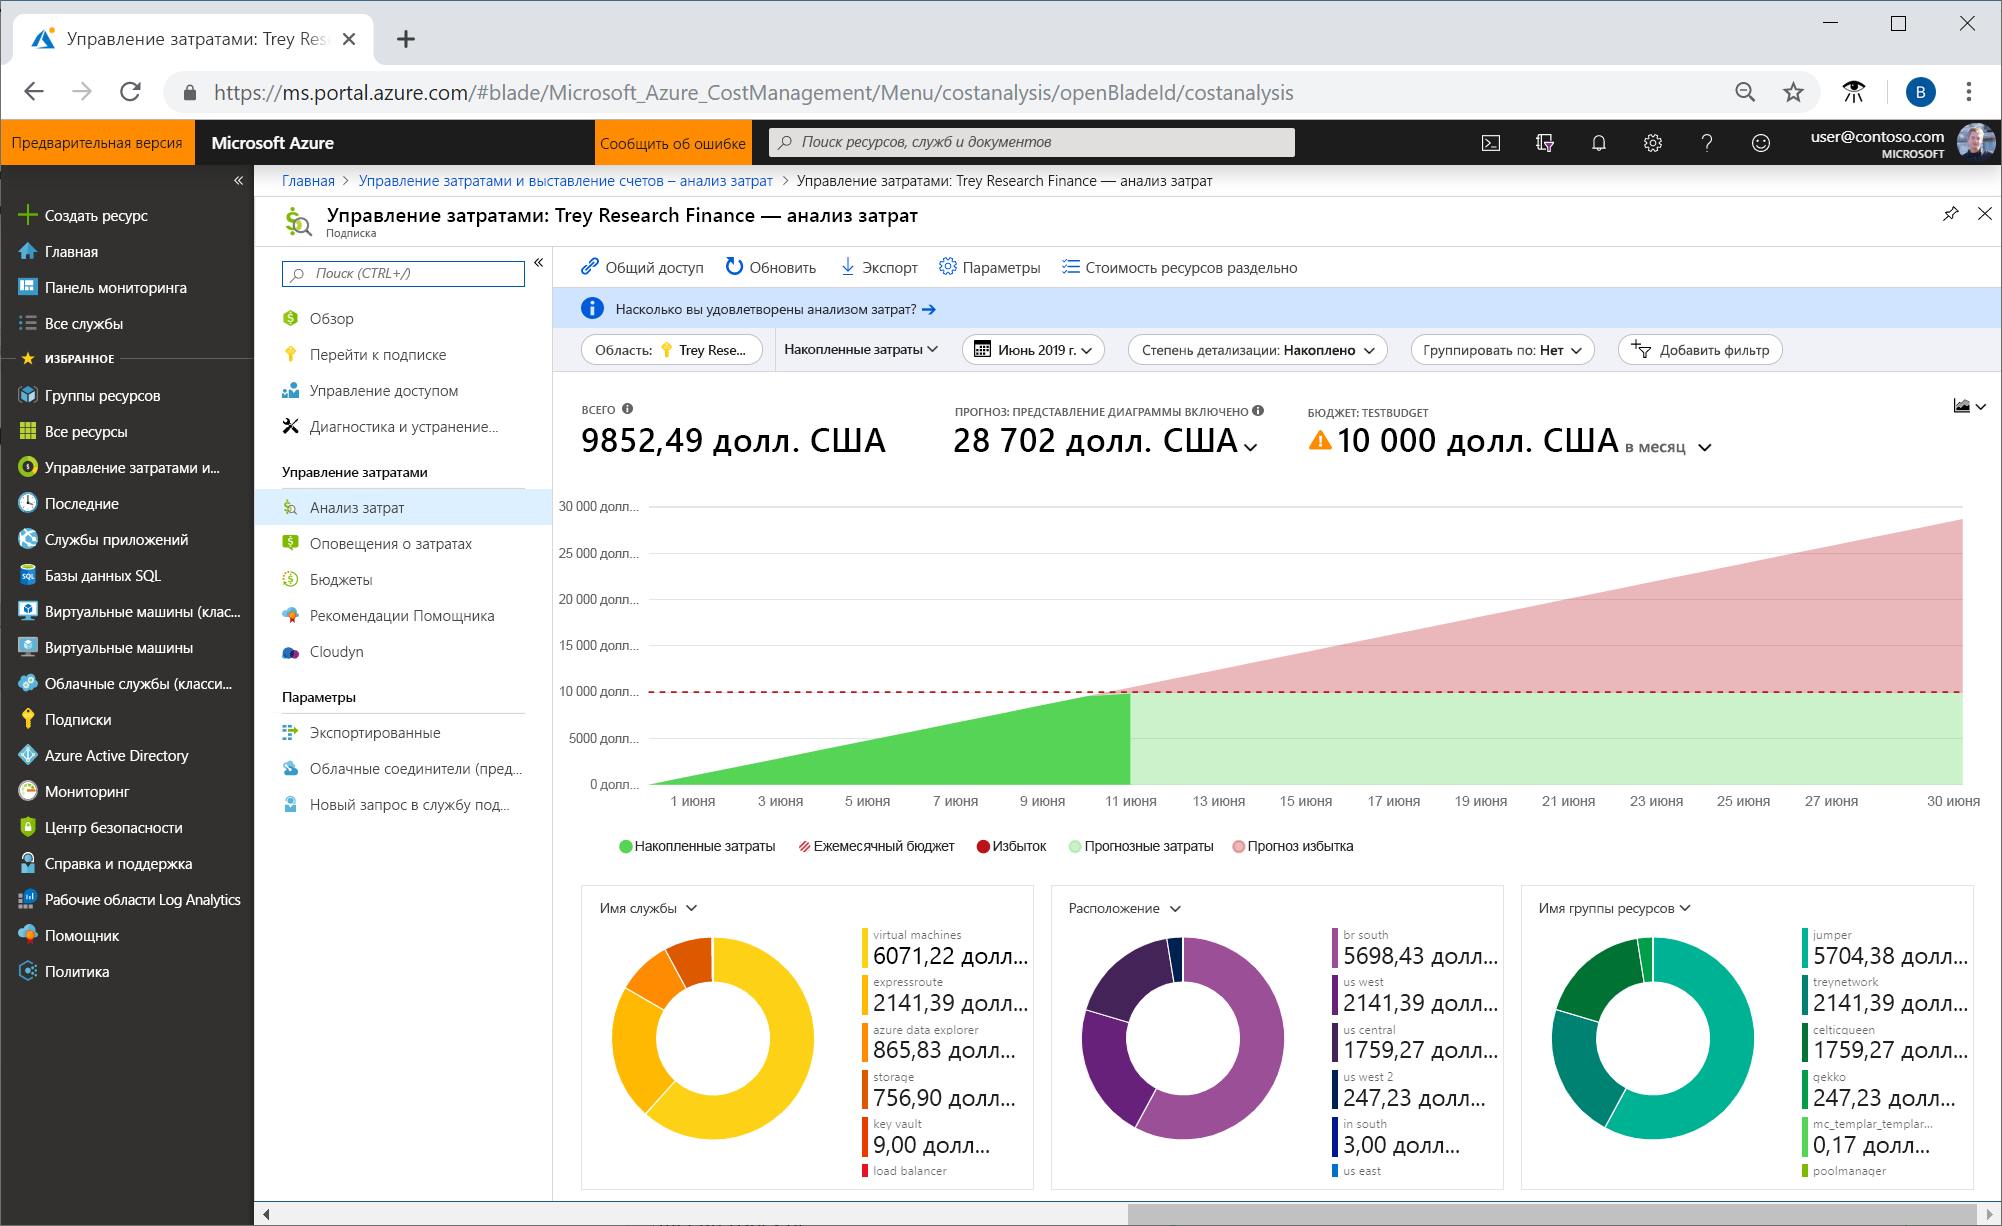 Управление затратами: Trey Res
https://ms.portal.azure.com/#blade/Microsoft_Azure_CostManagement/Menu/costanalysis/openBladeId/costanalysis
B
Предварительная версия
Microsoft Azure
Сообщить об ошибке
Поиск ресурсов, служб и документов
user@contoso.com
MICROSOFT
Создать ресурс
Главная
Панель мониторинга
Все службы
ИЗБРАННОЕ
Группы ресурсов
Все ресурсы
Управление затратами и...
Последние
Службы приложений
Базы данных SQL
Виртуальные машины (клас...
Виртуальные машины
Облачные службы (класси...
Подписки
Azure Active Directory
Мониторинг
Центр безопасности
Справка и поддержка
Рабочие области Log Analytics
Помощник
Политика
Главная > Управление затратами и выставление счетов – анализ затрат > Управление затратами: Trey Research Finance — анализ затрат
Управление затратами: Trey Research Finance — анализ затрат
Подписка
Поиск (CTRL+/)
Обзор
Перейти к подписке
Управление доступом
Диагностика и устранение...
Управление затратами
Анализ затрат
Оповещения о затратах
Бюджеты
Рекомендации Помощника
Cloudyn
Параметры
Экспортированные
Облачные соединители (пред...
Новый запрос в службу под...
Общий доступ
Обновить
Экспорт
Параметры
Стоимость ресурсов раздельно
Насколько вы удовлетворены анализом затрат?
Область: Trey Rese...
Накопленные затраты
Июнь 2019 г.
Степень детализации: Накоплено
Группировать по: Нет
Добавить фильтр
ВСЕГО
9852,49 долл. США
ПРОГНОЗ: ПРЕДСТАВЛЕНИЕ ДИАГРАММЫ ВКЛЮЧЕНО
28 702 долл. США
БЮДЖЕТ: TESTBUDGET
10 000 долл. США в месяц
30 000 долл...
25 000 долл...
20 000 долл...
15 000 долл...
10 000 долл...
5000 долл...
0 долл...
1 июня
3 июня
5 июня
7 июня
9 июня
11 июня
13 июня
15 июня
17 июня
19 июня
21 июня
23 июня
25 июня
27 июня
30 июня
Накопленные затраты
Ежемесячный бюджет
Избыток
Прогнозные затраты
Прогноз избытка
Имя службы
virtual machines
6071,22 долл...
expressroute
2141,39 долл...
azure data explorer
865,83 долл...
storage
756,90 долл...
key vault
9,00 долл...
load balancer
Расположение
br south
5698,43 долл...
us west
2141,39 долл...
us central
1759,27 долл...
us west 2
247,23 долл...
in south
3,00 долл...
us east
Имя группы ресурсов
jumper
5704,38 долл...
treynetwork
2141,39 долл...
celticqueen
1759,27 долл...
gekko
247,23 долл...
mc_templar_templar...
0,17 долл...
poolmanager